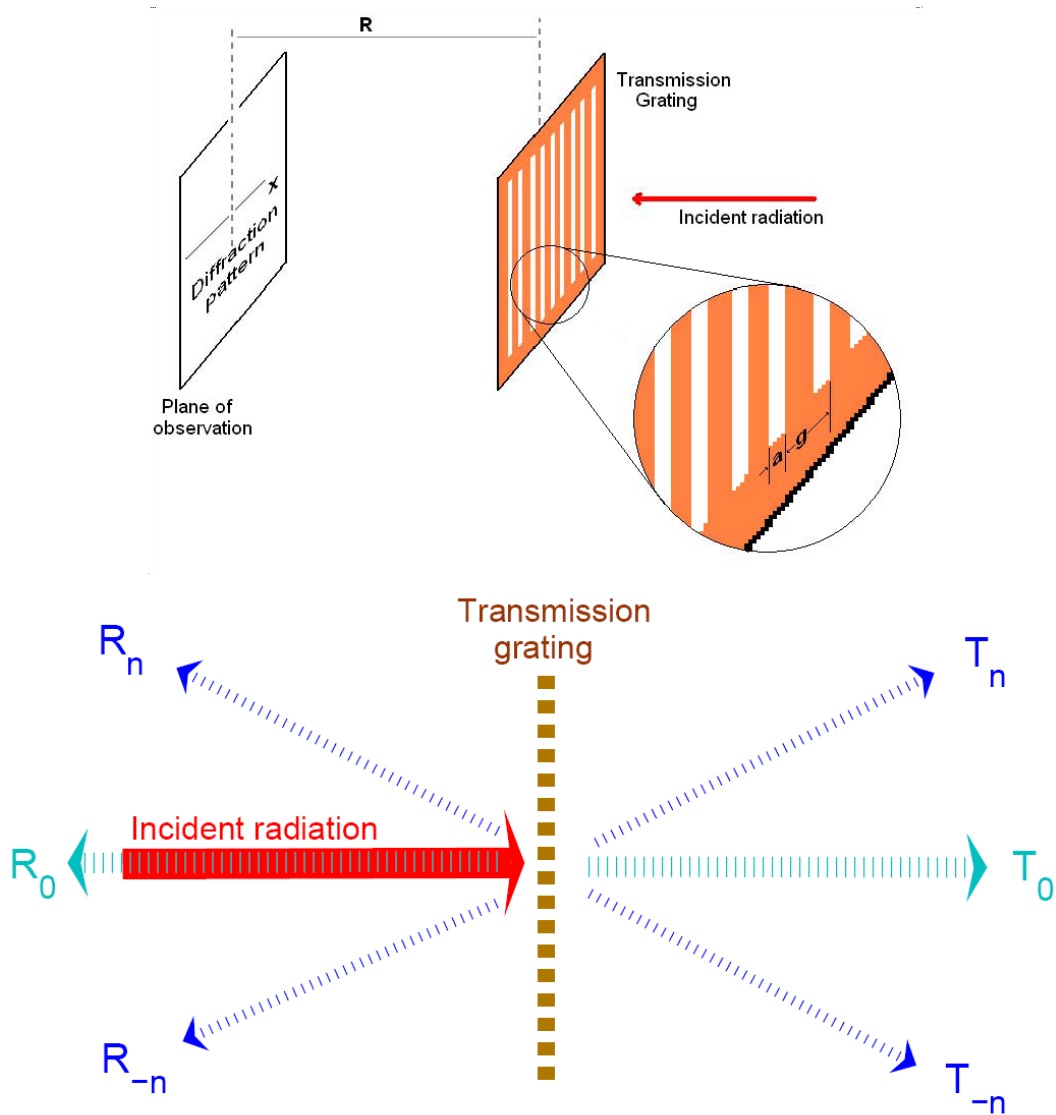 R
Transmission
Grating
Incident radiation
x
Diffraction
pattern
Plane of
observation
a
g
Transmission
grating
Rn
Tn
Incident radiation
R0
T0
R−n
T−n